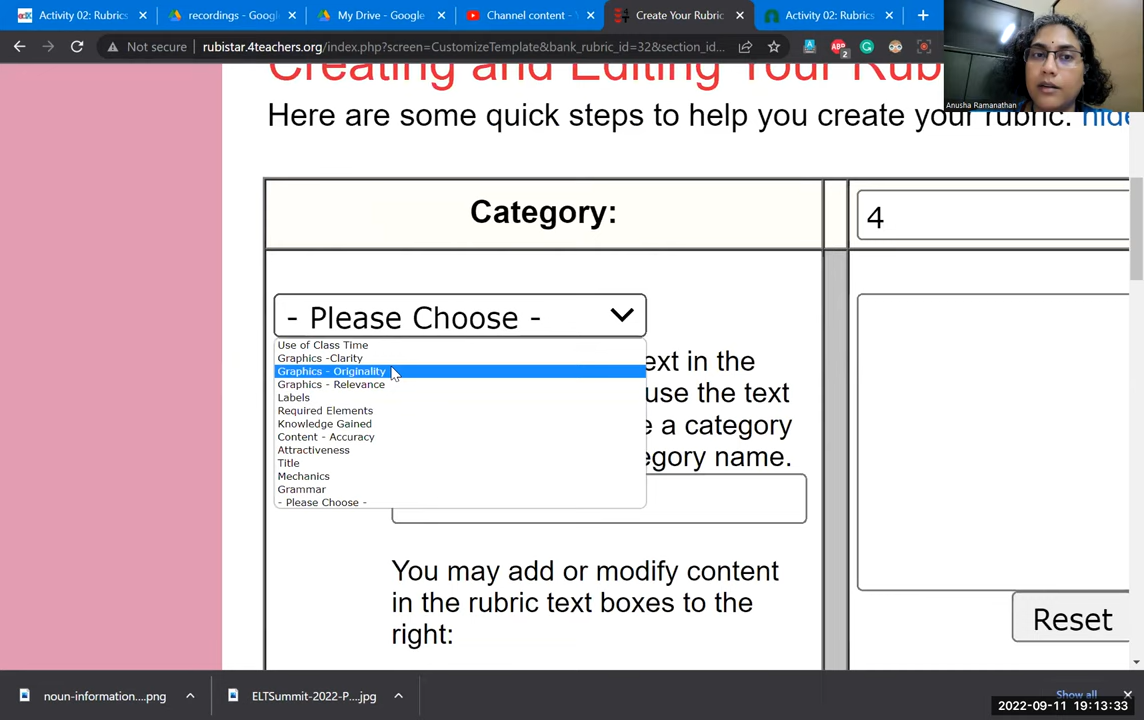 Activity 02: Rubrics
recordings - Googl
My Drive - Google
Channel content - Y
Create Your Rubric
Activity 02: Rubrics
Not secure
rubistar.4teachers.org/index.php?screen=CustomizeTemplate&bank_rubric_id=32&section_id...
2
Anusha Ramanathan
Creating and Editing Your Rub
Here are some quick steps to help you create your rubric. hide
Category:
4
- Please Choose -
Use of Class Time
Graphics -Clarity
Graphics - Originality
Graphics - Relevance
Labels
Required Elements
Knowledge Gained
Content - Accuracy
Attractiveness
Title
Mechanics
Grammar
- Please Choose -
ext in the
use the text
e a category
egory name.
You may add or modify content
in the rubric text boxes to the
right:
Reset
noun-information....png
ELTSummit-2022-P....jpg
Show all
2022-09-11 19:13:33